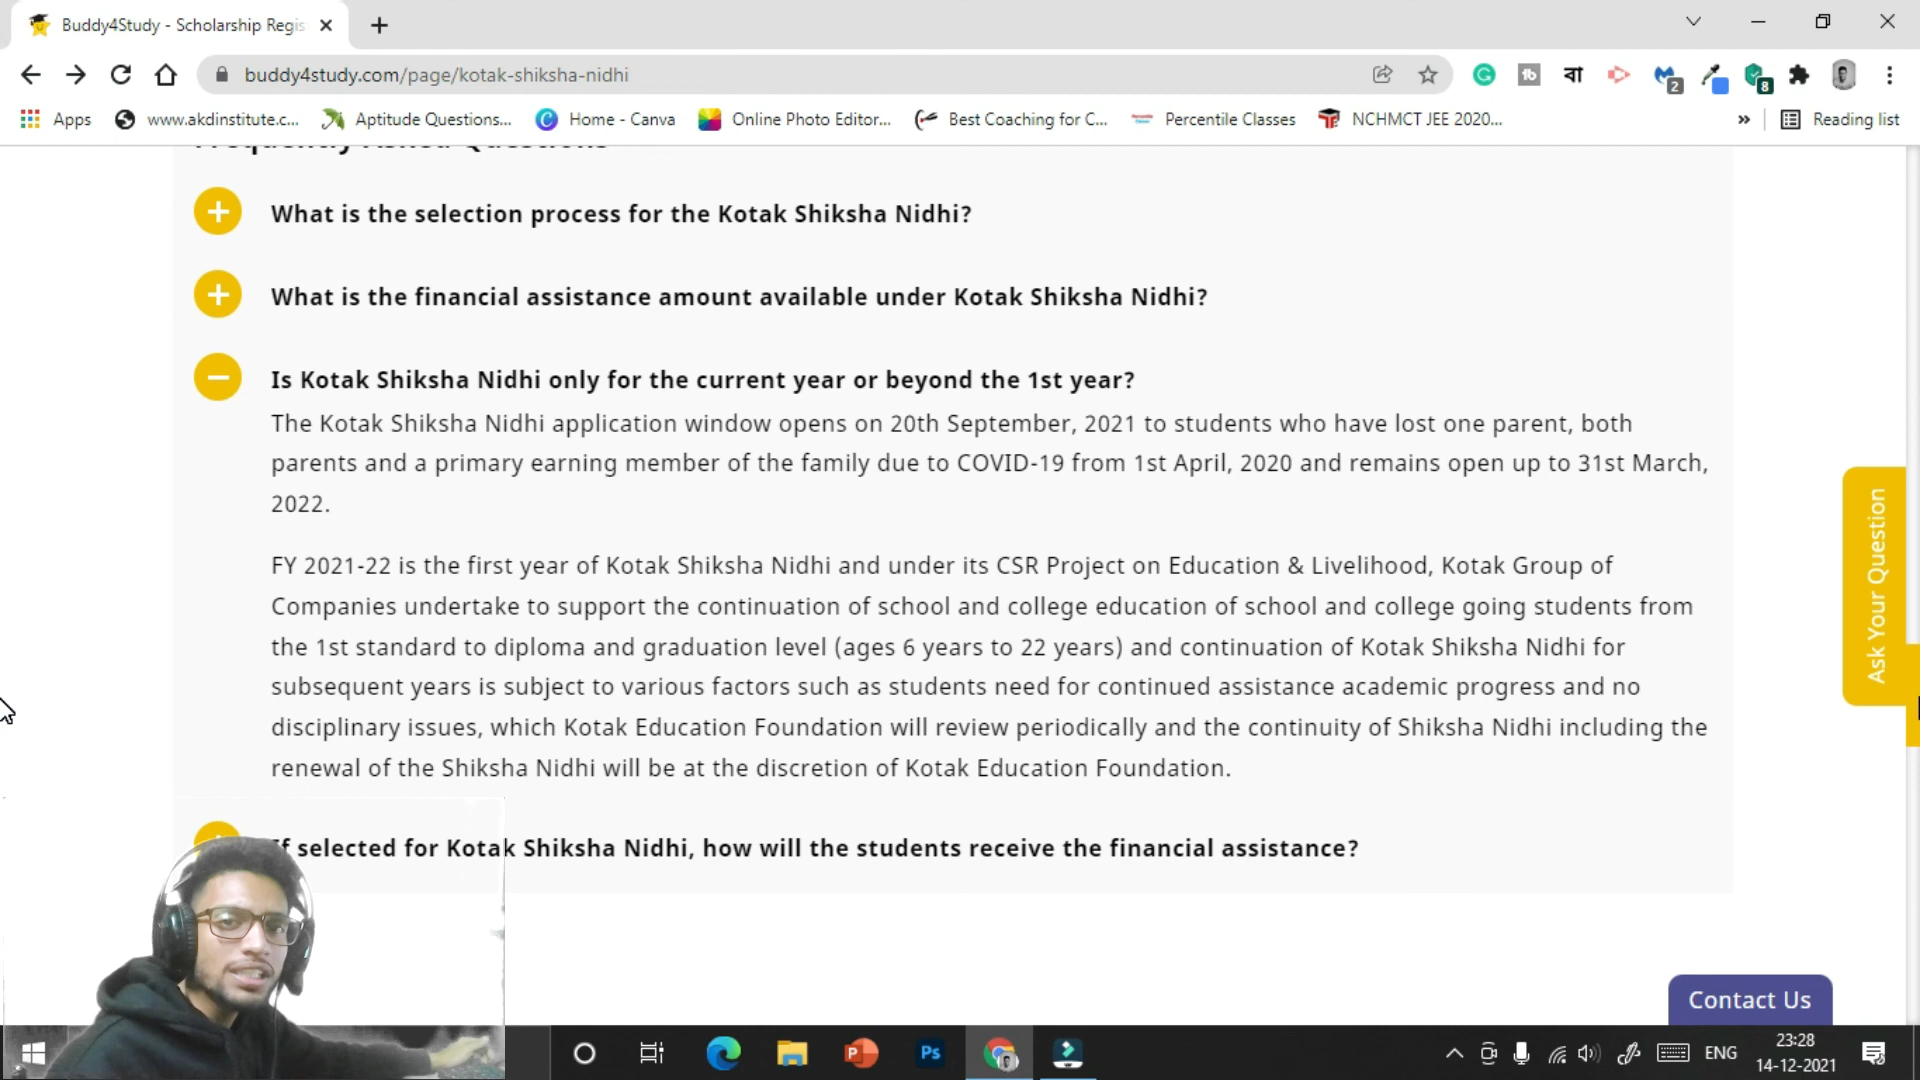 Buddy4Study - Scholarship Regis
buddy4study.com/page/kotak-shiksha-nidhi
Apps
www.akdinstitute.c...
Aptitude Questions...
Home - Canva
Online Photo Editor...
Best Coaching for C...
Percentile Classes
NCHMCT JEE 2020...
Reading list
Frequently Asked Questions
What is the selection process for the Kotak Shiksha Nidhi?
What is the financial assistance amount available under Kotak Shiksha Nidhi?
Is Kotak Shiksha Nidhi only for the current year or beyond the 1st year?
The Kotak Shiksha Nidhi application window opens on 20th September, 2021 to students who have lost one parent, both
parents and a primary earning member of the family due to COVID-19 from 1st April, 2020 and remains open up to 31st March,
2022.
FY 2021-22 is the first year of Kotak Shiksha Nidhi and under its CSR Project on Education & Livelihood, Kotak Group of
Companies undertake to support the continuation of school and college education of school and college going students from
the 1st standard to diploma and graduation level (ages 6 years to 22 years) and continuation of Kotak Shiksha Nidhi for
subsequent years is subject to various factors such as students need for continued assistance academic progress and no
disciplinary issues, which Kotak Education Foundation will review periodically and the continuity of Shiksha Nidhi including the
renewal of the Shiksha Nidhi will be at the discretion of Kotak Education Foundation.
If selected for Kotak Shiksha Nidhi, how will the students receive the financial assistance?
Ask Your Question
Contact Us
Ps
ENG
23:28
14-12-2021